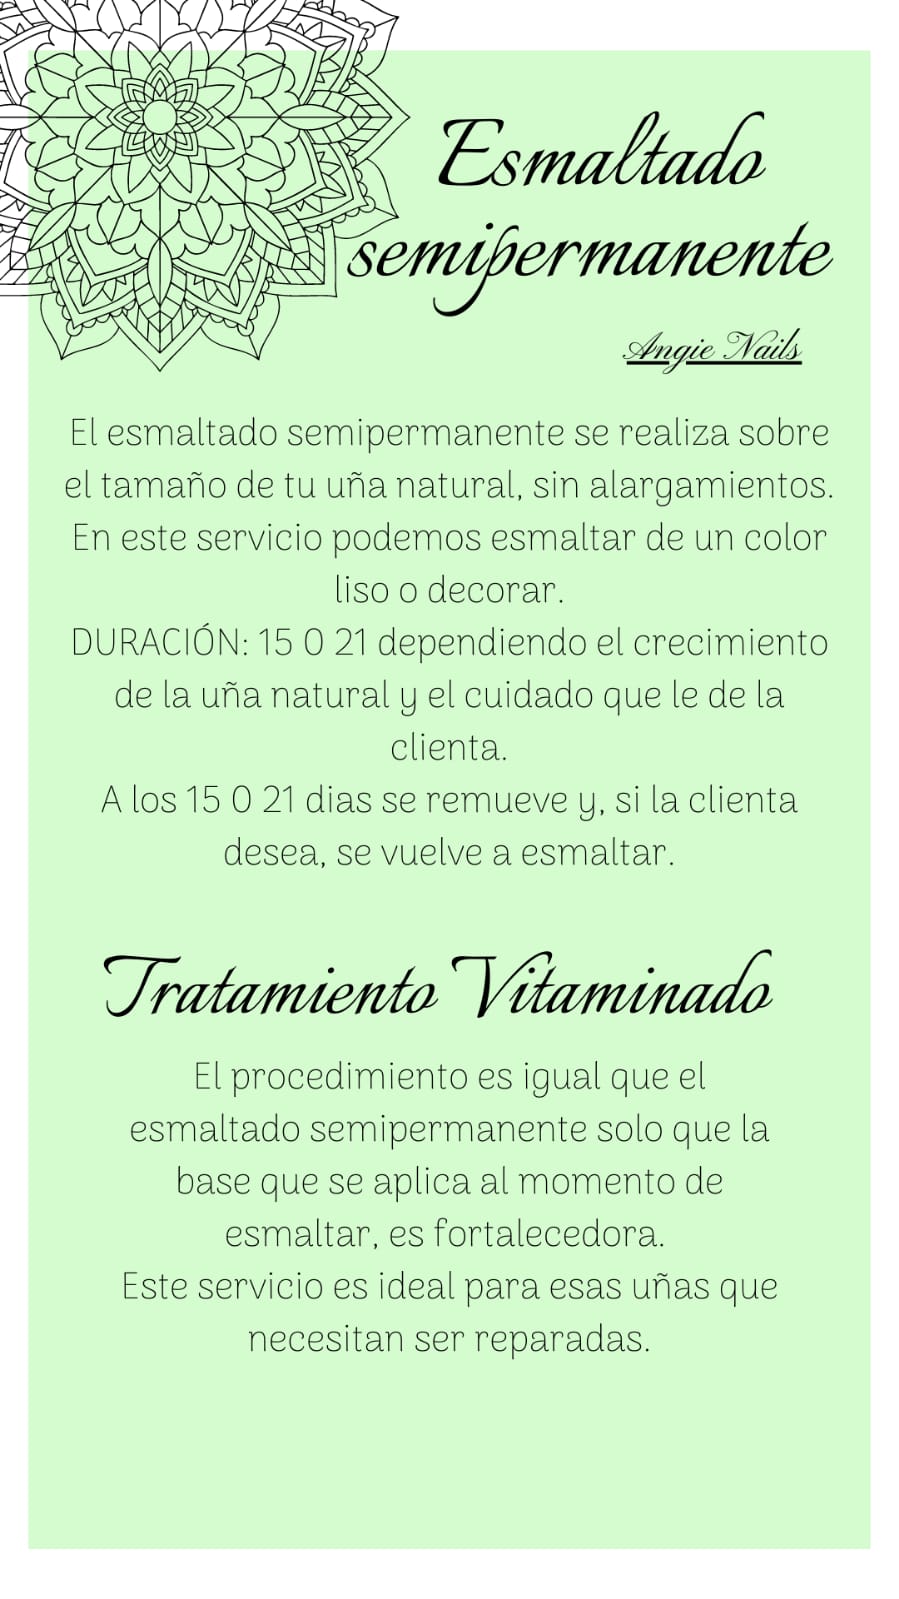 Esmaltado
semipermanente
Angie Nails
El esmaltado semipermanente se realiza sobre
el tamaño de tu uña natural, sin alargamientos.
En este servicio podemos esmaltar de un color
liso o decorar.
DURACIÓN: 15 0 21 dependiendo el crecimiento
de la uña natural y el cuidado que le de la
clienta.
A los 15 0 21 dias se remueve y, si la clienta
desea, se vuelve a esmaltar.
Tratamiento Vitaminado
El procedimiento es igual que el
esmaltado semipermanente solo que la
base que se aplica al momento de
esmaltar, es fortalecedora.
Este servicio es ideal para esas uñas que
necesitan ser reparadas.